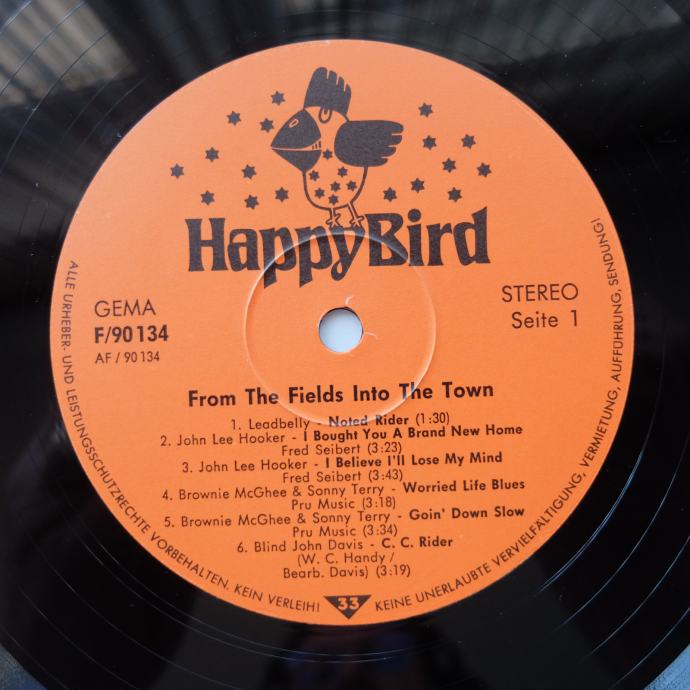 HappyBird
GEMA
F/90134
AF / 90134
STEREO
Seite 1
From The Fields Into The Town
1. Leadbelly - Noted Rider (1:30)
2. John Lee Hooker - I Bought You A Brand New Home
Fred Seibert (3:23)
3. John Lee Hooker - I Believe I'll Lose My Mind
Fred Seibert (3:43)
4. Brownie McGhee & Sonny Terry - Worried Life Blues
Pru Music (3:18)
5. Brownie McGhee & Sonny Terry - Goin' Down Slow
Pru Music (3:34)
6. Blind John Davis - C. C. Rider
(W. C. Handy /
Bearb. Davis) (3:19)
ALLE URHEBER- UND LEISTUNGSSCHUTZRECHTE VORBEHALTEN. KEIN VERLEIH! 33 KEINE UNERLAUBTE VERVIELFÄLTIGUNG, VERMIETUNG, AUFFÜHRUNG, SENDUNG!